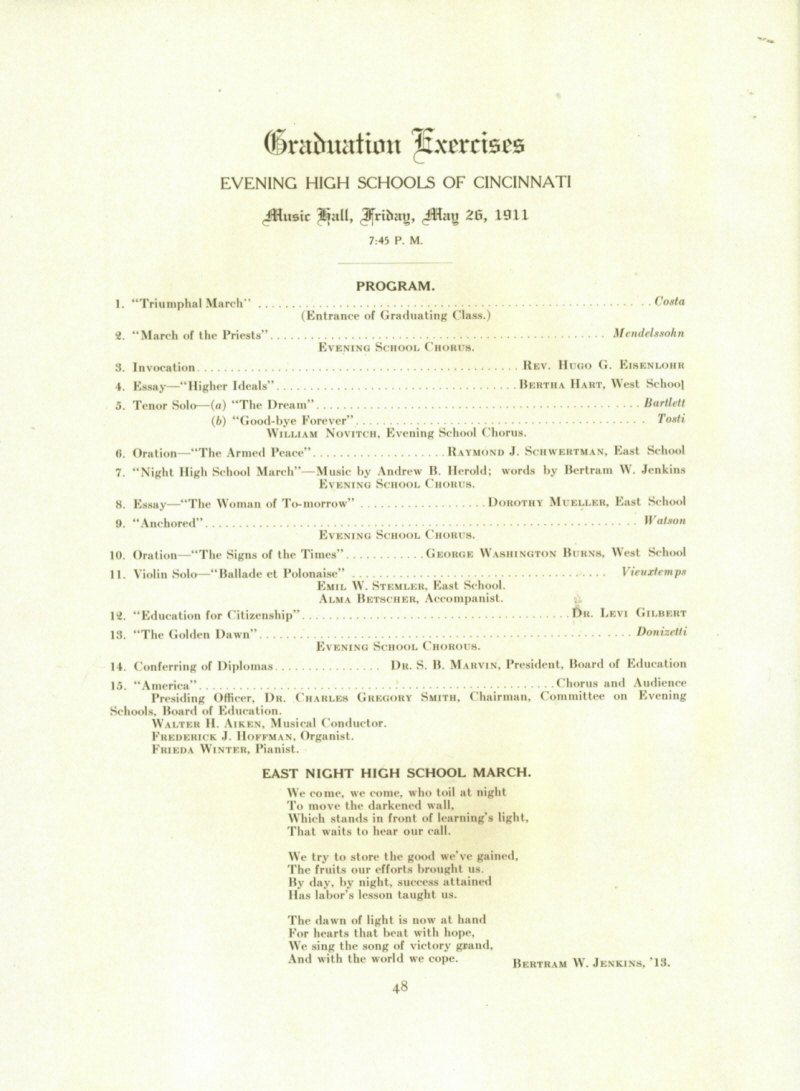 Graduation Exercises
EVENING HIGH SCHOOLS OF CINCINNATI
Music Hall, Friday, May 26, 1911
7:45 P. M.
PROGRAM.
1. "Triumphal March" . . . . . . . . . . Costa
(Entrance of Graduating Class.)
2. "March of the Priests" . . . . . . . . . . Mendelssohn
EVENING SCHOOL CHORUS.
3. Invocation . . . . . . . . . . REV. HUGO G. EISENLOHR
4. Essay—"Higher Ideals" . . . . . . . . . . BERTHA HART, West School
5. Tenor Solo—(a) "The Dream" . . . . . . . . . . Bartlett
(b) "Good-bye Forever" . . . . . . . . . . Tosti
WILLIAM NOVITCH, Evening School Chorus.
6. Oration—"The Armed Peace" . . . . . . . . . . RAYMOND J. SCHWERTMAN, East School
7. "Night High School March"—Music by Andrew B. Herold; words by Bertram W. Jenkins
EVENING SCHOOL CHORUS.
8. Essay—"The Woman of To-morrow" . . . . . . . . . . DOROTHY MUELLER, East School
9. "Anchored" . . . . . . . . . . Watson
EVENING SCHOOL CHORUS.
10. Oration—"The Signs of the Times" . . . . . . . . . . GEORGE WASHINGTON BURNS, West School
11. Violin Solo—"Ballade et Polonaise" . . . . . . . . . . Vieuxtemps
EMIL W. STEMLER, East School.
ALMA BETSCHER, Accompanist.
12. "Education for Citizenship" . . . . . . . . . . DR. LEVI GILBERT
13. "The Golden Dawn" . . . . . . . . . . Donizetti
EVENING SCHOOL CHOROUS.
14. Conferring of Diplomas . . . . . . . . . . DR. S. B. MARVIN, President, Board of Education
15. "America" . . . . . . . . . . Chorus and Audience
Presiding Officer, DR. CHARLES GREGORY SMITH, Chairman, Committee on Evening
Schools, Board of Education.
WALTER H. AIKEN, Musical Conductor.
FREDERICK J. HOFFMAN, Organist.
FRIEDA WINTER, Pianist.
EAST NIGHT HIGH SCHOOL MARCH.
We come, we come, who toil at night
To move the darkened wall,
Which stands in front of learning's light,
That waits to hear our call.
We try to store the good we've gained,
The fruits our efforts brought us.
By day, by night, success attained
Has labor's lesson taught us.
The dawn of light is now at hand
For hearts that beat with hope,
We sing the song of victory grand,
And with the world we cope.
BERTRAM W. JENKINS, '13.
48